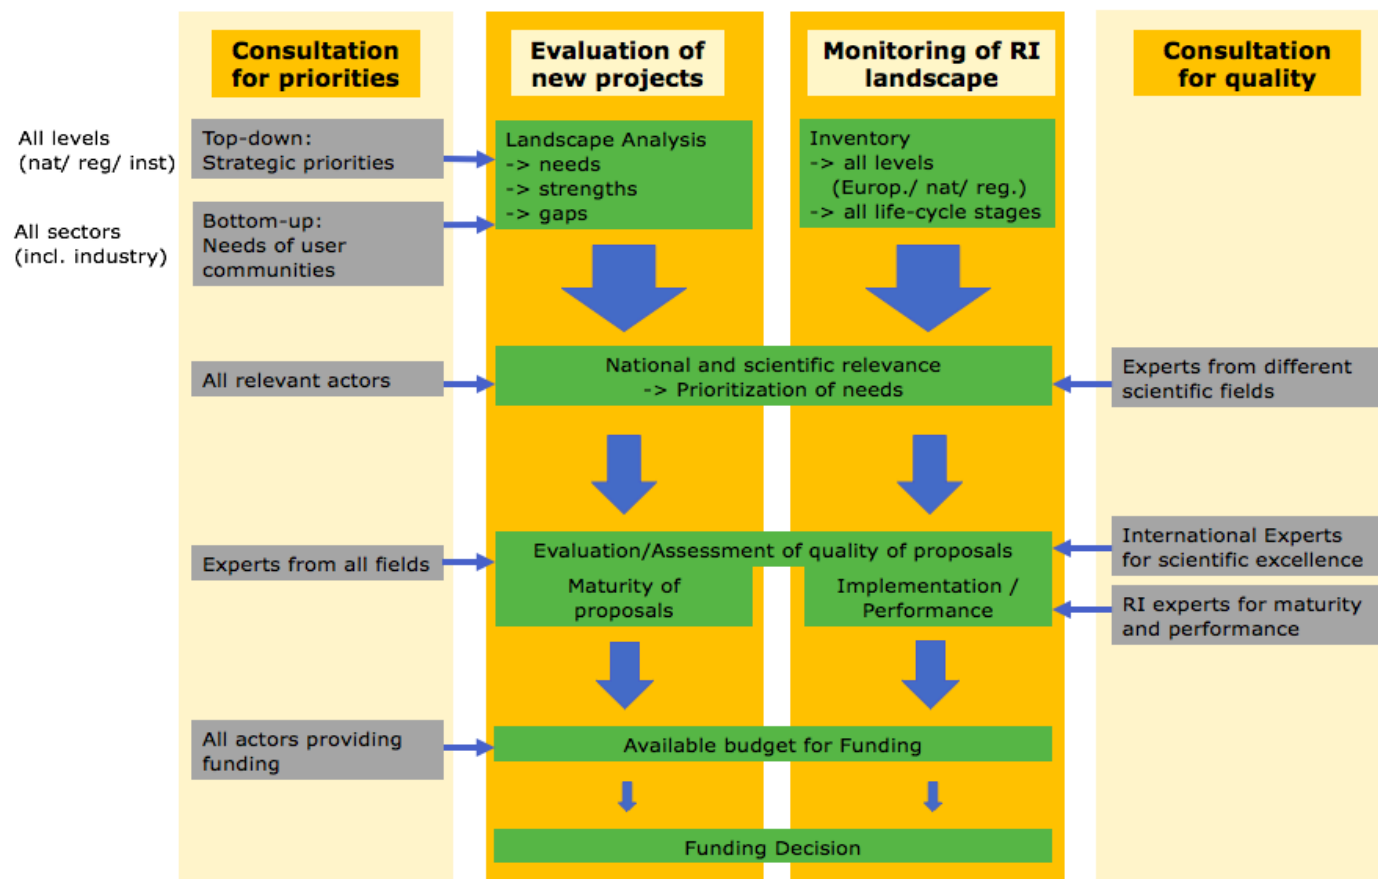 Consultation
for priorities
Evaluation of
new projects
Monitoring of RI
landscape
Consultation
for quality
All levels
(nat/ reg/ inst)
Top-down:
Strategic priorities
Landscape Analysis
-> needs
-> strengths
-> gaps
Inventory
-> all levels
(Europ./ nat/ reg.)
-> all life-cycle stages
All sectors
(incl. industry)
Bottom-up:
Needs of user
communities
All relevant actors
National and scientific relevance
-> Prioritization of needs
Experts from different
scientific fields
Experts from all fields
Evaluation/Assessment of quality of proposals
Maturity of
proposals
Implementation /
Performance
International Experts
for scientific excellence
RI experts for maturity
and performance
All actors providing
funding
Available budget for Funding
Funding Decision